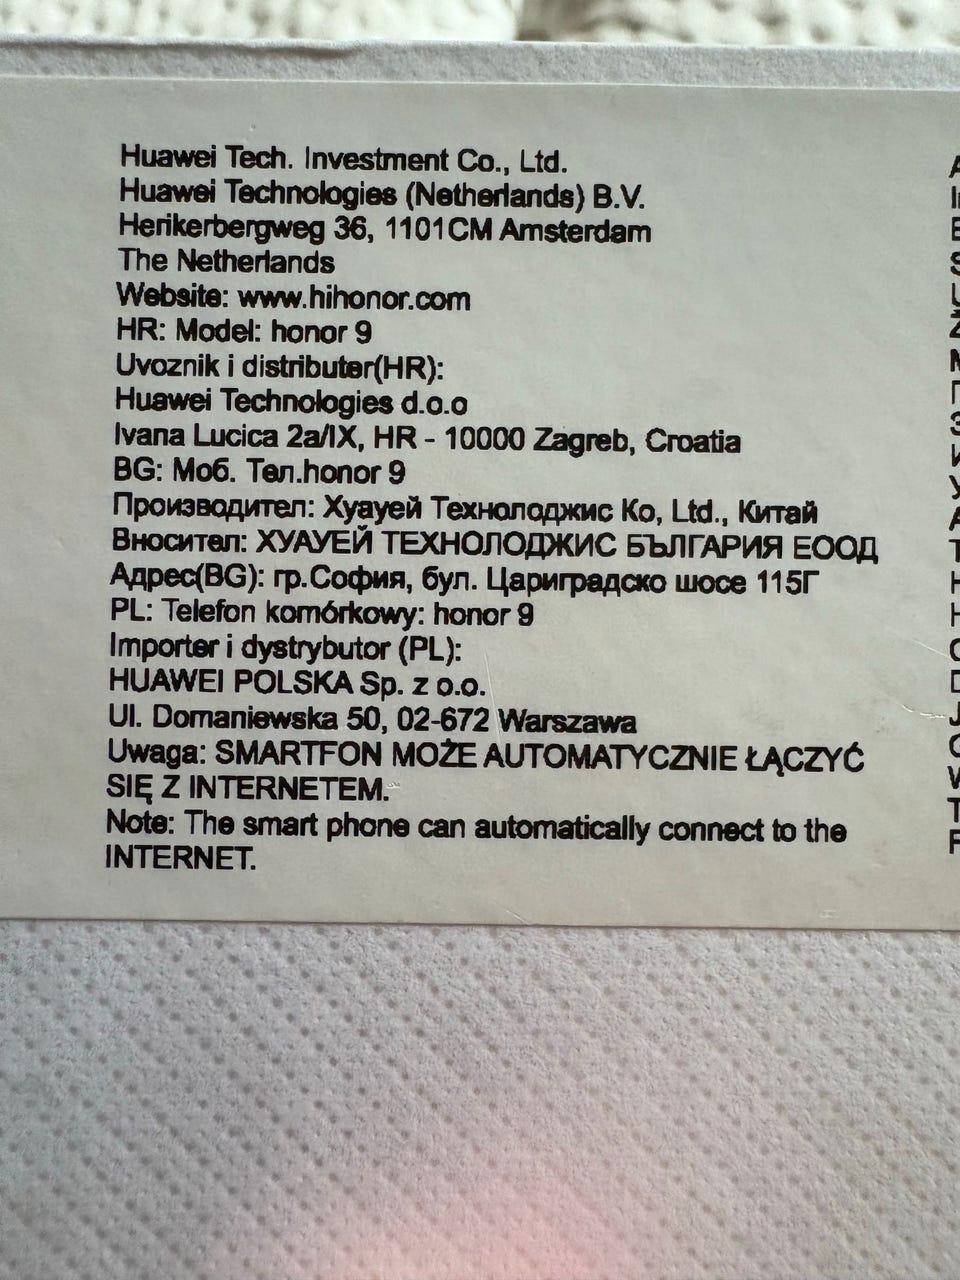 Huawei Tech. Investment Co., Ltd.
Huawei Technologies (Netherlands) B.V.
Herikerbergweg 36, 1101CM Amsterdam
The Netherlands
Website: www.hihonor.com
HR: Model: honor 9
Uvoznik i distributer(HR):
Huawei Technologies d.o.o
Ivana Lucica 2a/IX, HR - 10000 Zagreb, Croatia
BG: Моб. Тел.honor 9
Производител: Хуауей Технолоджис Ко, Ltd., Китай
Вносител: ХУАУЕЙ ТЕХНОЛОДЖИС БЪЛГАРИЯ ЕООД
Адрес(BG): гр.София, бул. Цариградско шосе 115Г
PL: Telefon komórkowy: honor 9
Importer i dystrybutor (PL):
HUAWEI POLSKA Sp. z o.o.
Ul. Domaniewska 50, 02-672 Warszawa
Uwaga: SMARTFON MOŻE AUTOMATYCZNIE ŁĄCZYĆ
SIĘ Z INTERNETEM.
Note: The smart phone can automatically connect to the
INTERNET.